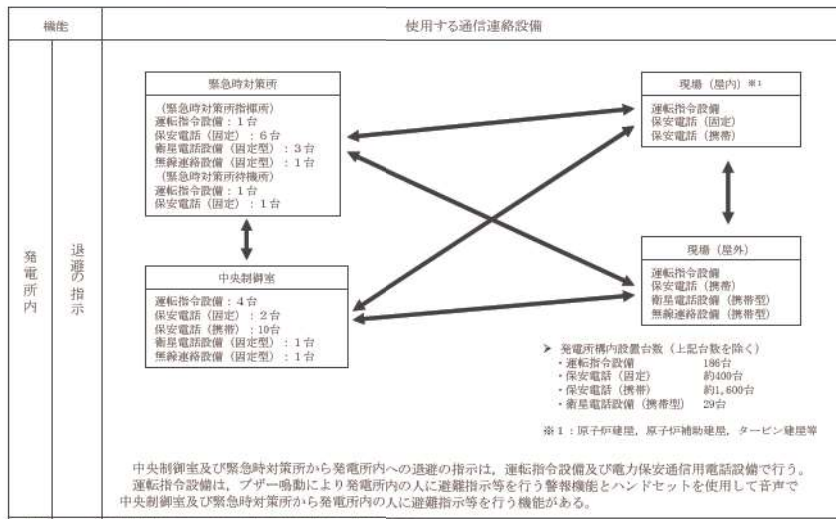 機能
使用する通信連絡設備
発電所内
退避の指示
緊急時対策所
(緊急時対策所指揮所)
運転指令設備：1台
保安電話（固定）：6台
衛星電話設備（固定型）：3台
無線連絡設備（固定型）：1台
(緊急時対策所待機所)
運転指令設備：1台
保安電話（固定）：1台
中央制御室
運転指令設備：4台
保安電話（固定）：2台
保安電話（携帯）：10台
衛星電話設備（固定型）：1台
無線連絡設備（固定型）：1台
現場（屋内）※1
運転指令設備
保安電話（固定）
保安電話（携帯）
現場（屋外）
運転指令設備
保安電話（携帯）
衛星電話設備（携帯型）
無線連絡設備（携帯型）
➤ 発電所構内設置台数（上記台数を除く）
・運転指令設備 186台
・保安電話（固定） 約400台
・保安電話（携帯） 約1,600台
・衛星電話設備（携帯型） 29台
※1：原子炉建屋，原子炉補助建屋，タービン建屋等
中央制御室及び緊急時対策所から発電所内への退避の指示は，運転指令設備及び電力保安通信用電話設備で行う。
運転指令設備は，ブザー鳴動により発電所内の人に避難指示等を行う警報機能とハンドセットを使用して音声で
中央制御室及び緊急時対策所から発電所内の人に避難指示等を行う機能がある。